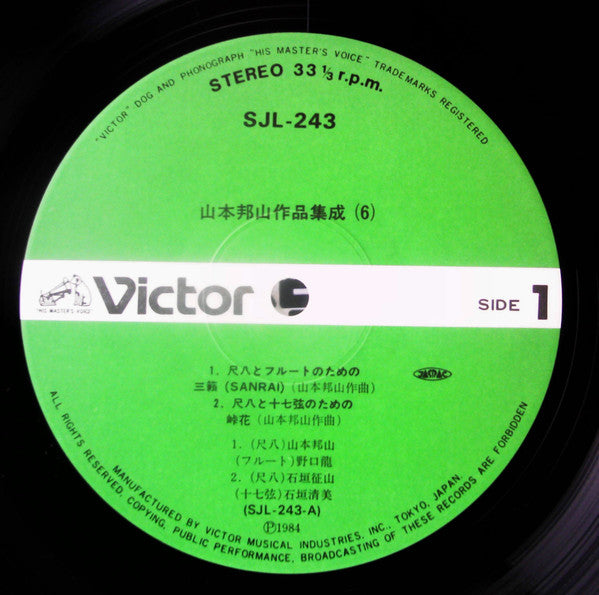 "VICTOR" DOG AND PHONOGRAPH "HIS MASTER'S VOICE" TRADEMARKS REGISTERED
STEREO 33 1/3 r.p.m.
SJL-243
山本邦山作品集成 (6)
"HIS MASTER'S VOICE"
Victor
SIDE 1
1. 尺八とフルートのための
三籟 (SANRAI) (山本邦山作曲)
JASRAC
2. 尺八と十七弦のための
峠花 (山本邦山作曲)
1. (尺八) 山本邦山
(フルート) 野口龍
2. (尺八) 石垣征山
(十七弦) 石垣清美
(SJL-243-A)
Ⓟ1984
MANUFACTURED BY VICTOR MUSICAL INDUSTRIES, INC., TOKYO, JAPAN.
ALL RIGHTS RESERVED. COPYING, PUBLIC PERFORMANCE, BROADCASTING OF THESE RECORDS ARE FORBIDDEN